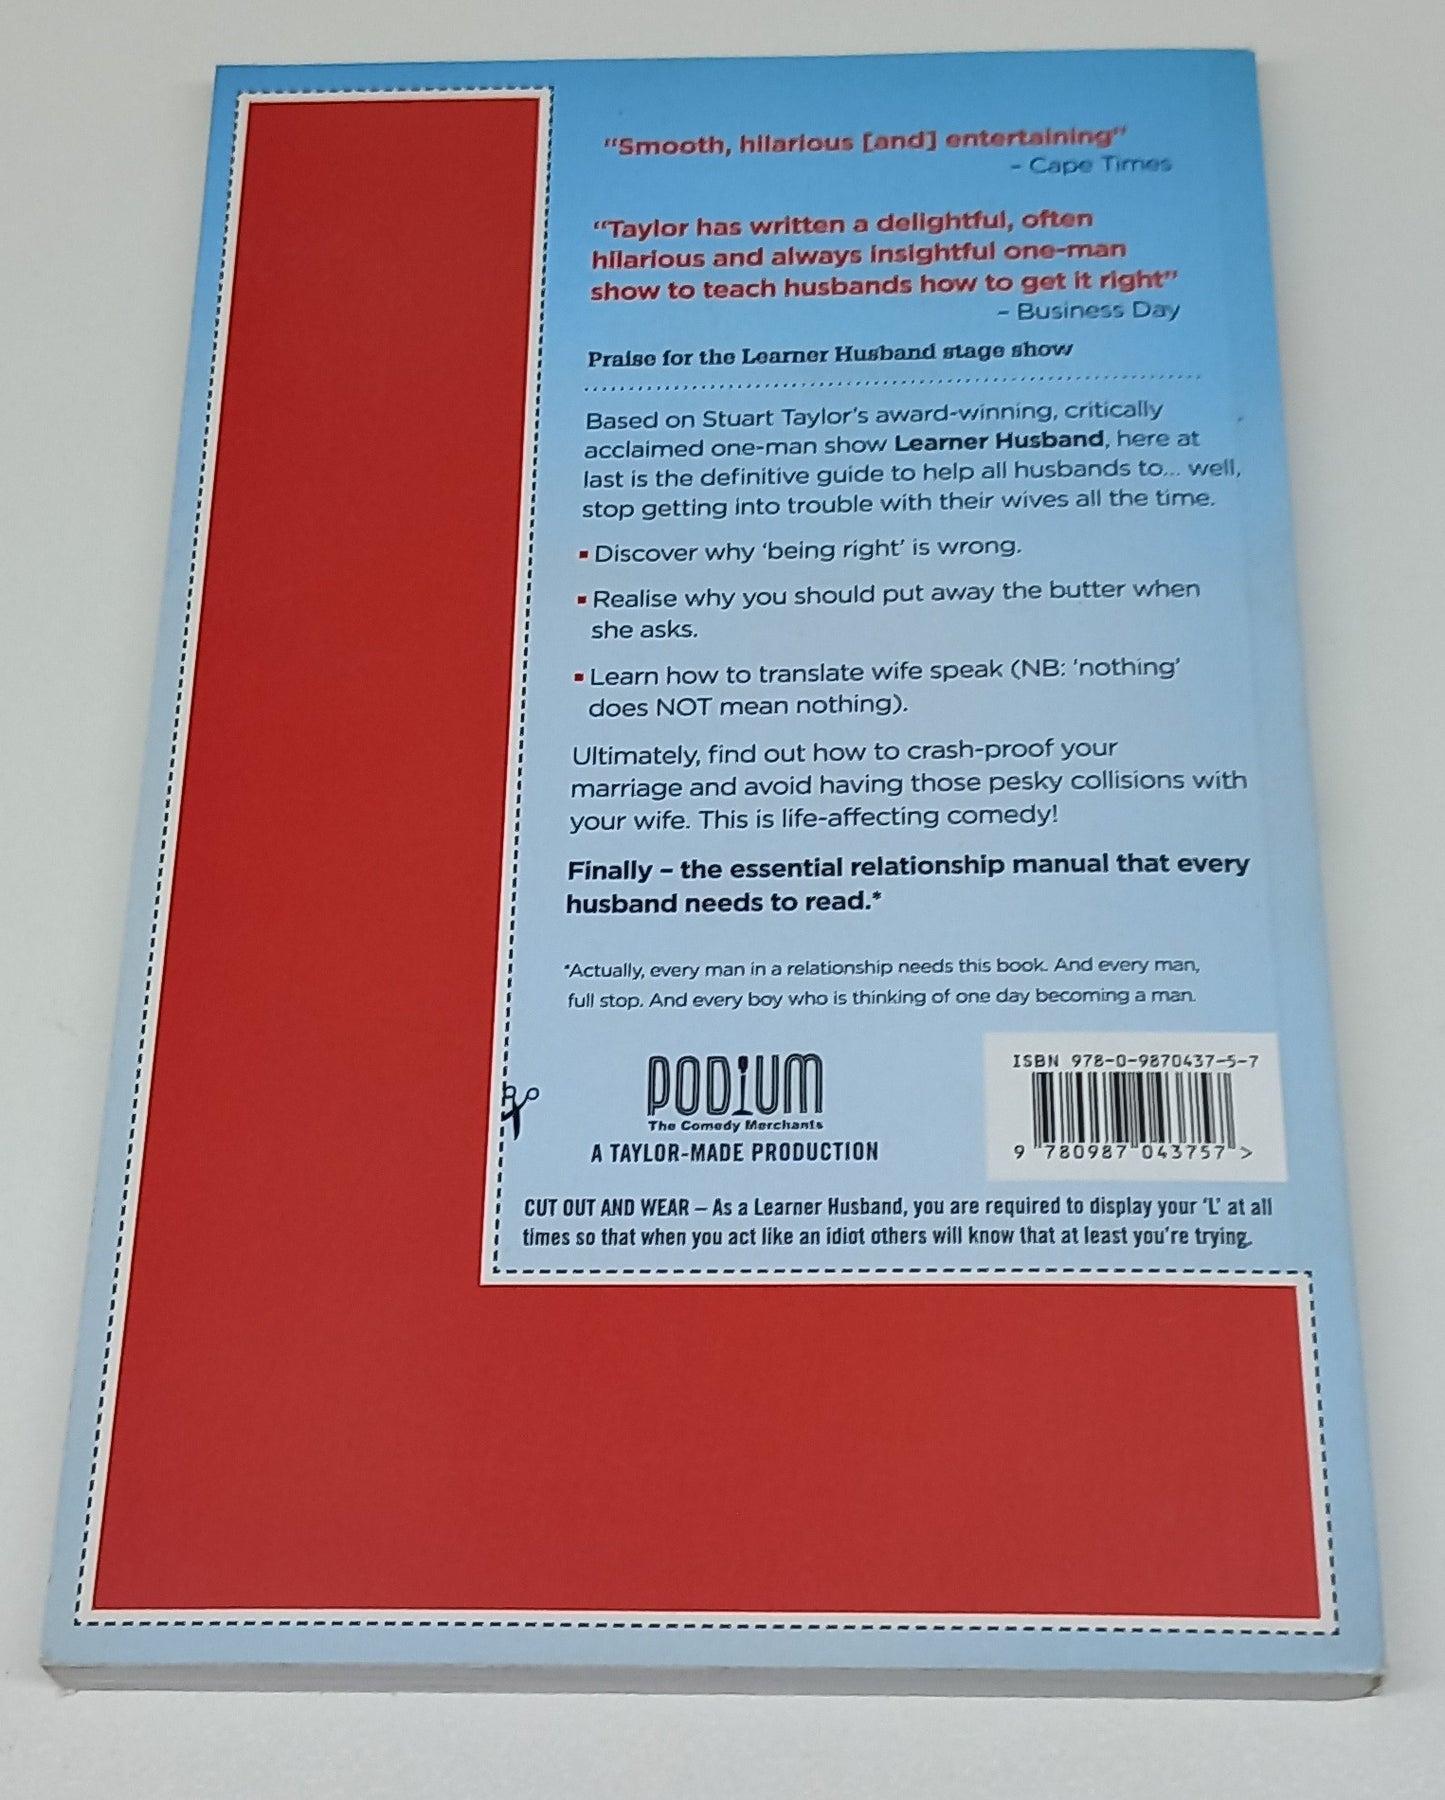 "Smooth, hilarious [and] entertaining"
- Cape Times
"Taylor has written a delightful, often
hilarious and always insightful one-man
show to teach husbands how to get it right"
- Business Day
Praise for the Learner Husband stage show
Based on Stuart Taylor's award-winning, critically
acclaimed one-man show Learner Husband, here at
last is the definitive guide to help all husbands to... well,
stop getting into trouble with their wives all the time.
▪ Discover why 'being right' is wrong.
▪ Realise why you should put away the butter when
she asks.
▪ Learn how to translate wife speak (NB: 'nothing'
does NOT mean nothing).
Ultimately, find out how to crash-proof your
marriage and avoid having those pesky collisions with
your wife. This is life-affecting comedy!
Finally – the essential relationship manual that every
husband needs to read.*
*Actually, every man in a relationship needs this book. And every man,
full stop. And every boy who is thinking of one day becoming a man.
PODiUM
The Comedy Merchants
A TAYLOR-MADE PRODUCTION
ISBN 978-0-9870437-5-7
9 780987 043757 >
CUT OUT AND WEAR – As a Learner Husband, you are required to display your 'L' at all
times so that when you act like an idiot others will know that at least you're trying.